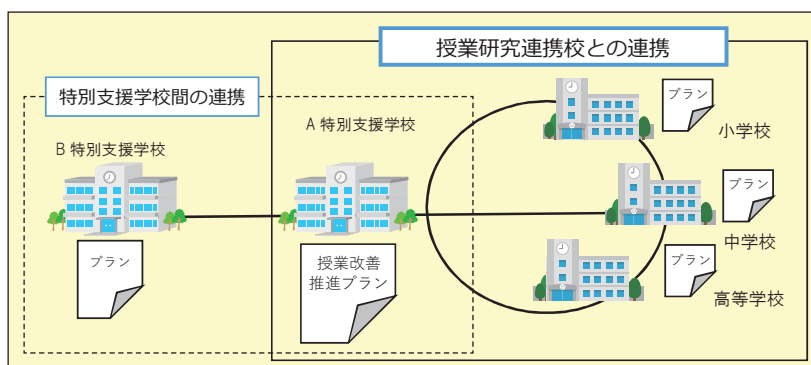 授業研究連携校との連携
特別支援学校間の連携
A 特別支援学校
B 特別支援学校
プラン
小学校
プラン
中学校
プラン
高等学校
プラン
授業改善
推進プラン